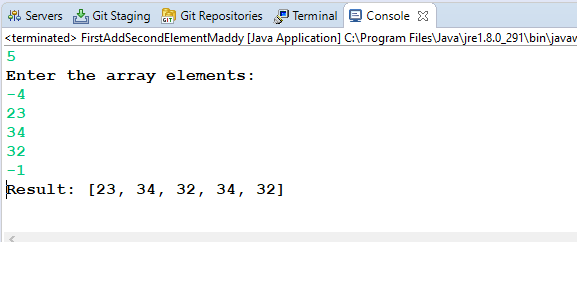 Servers Git Staging Git Repositories Terminal Console
<terminated> FirstAddSecondElementMaddy [Java Application] C:\Program Files\Java\jre1.8.0_291\bin\javaw
5
Enter the array elements:
-4
23
34
32
-1
Result: [23, 34, 32, 34, 32]